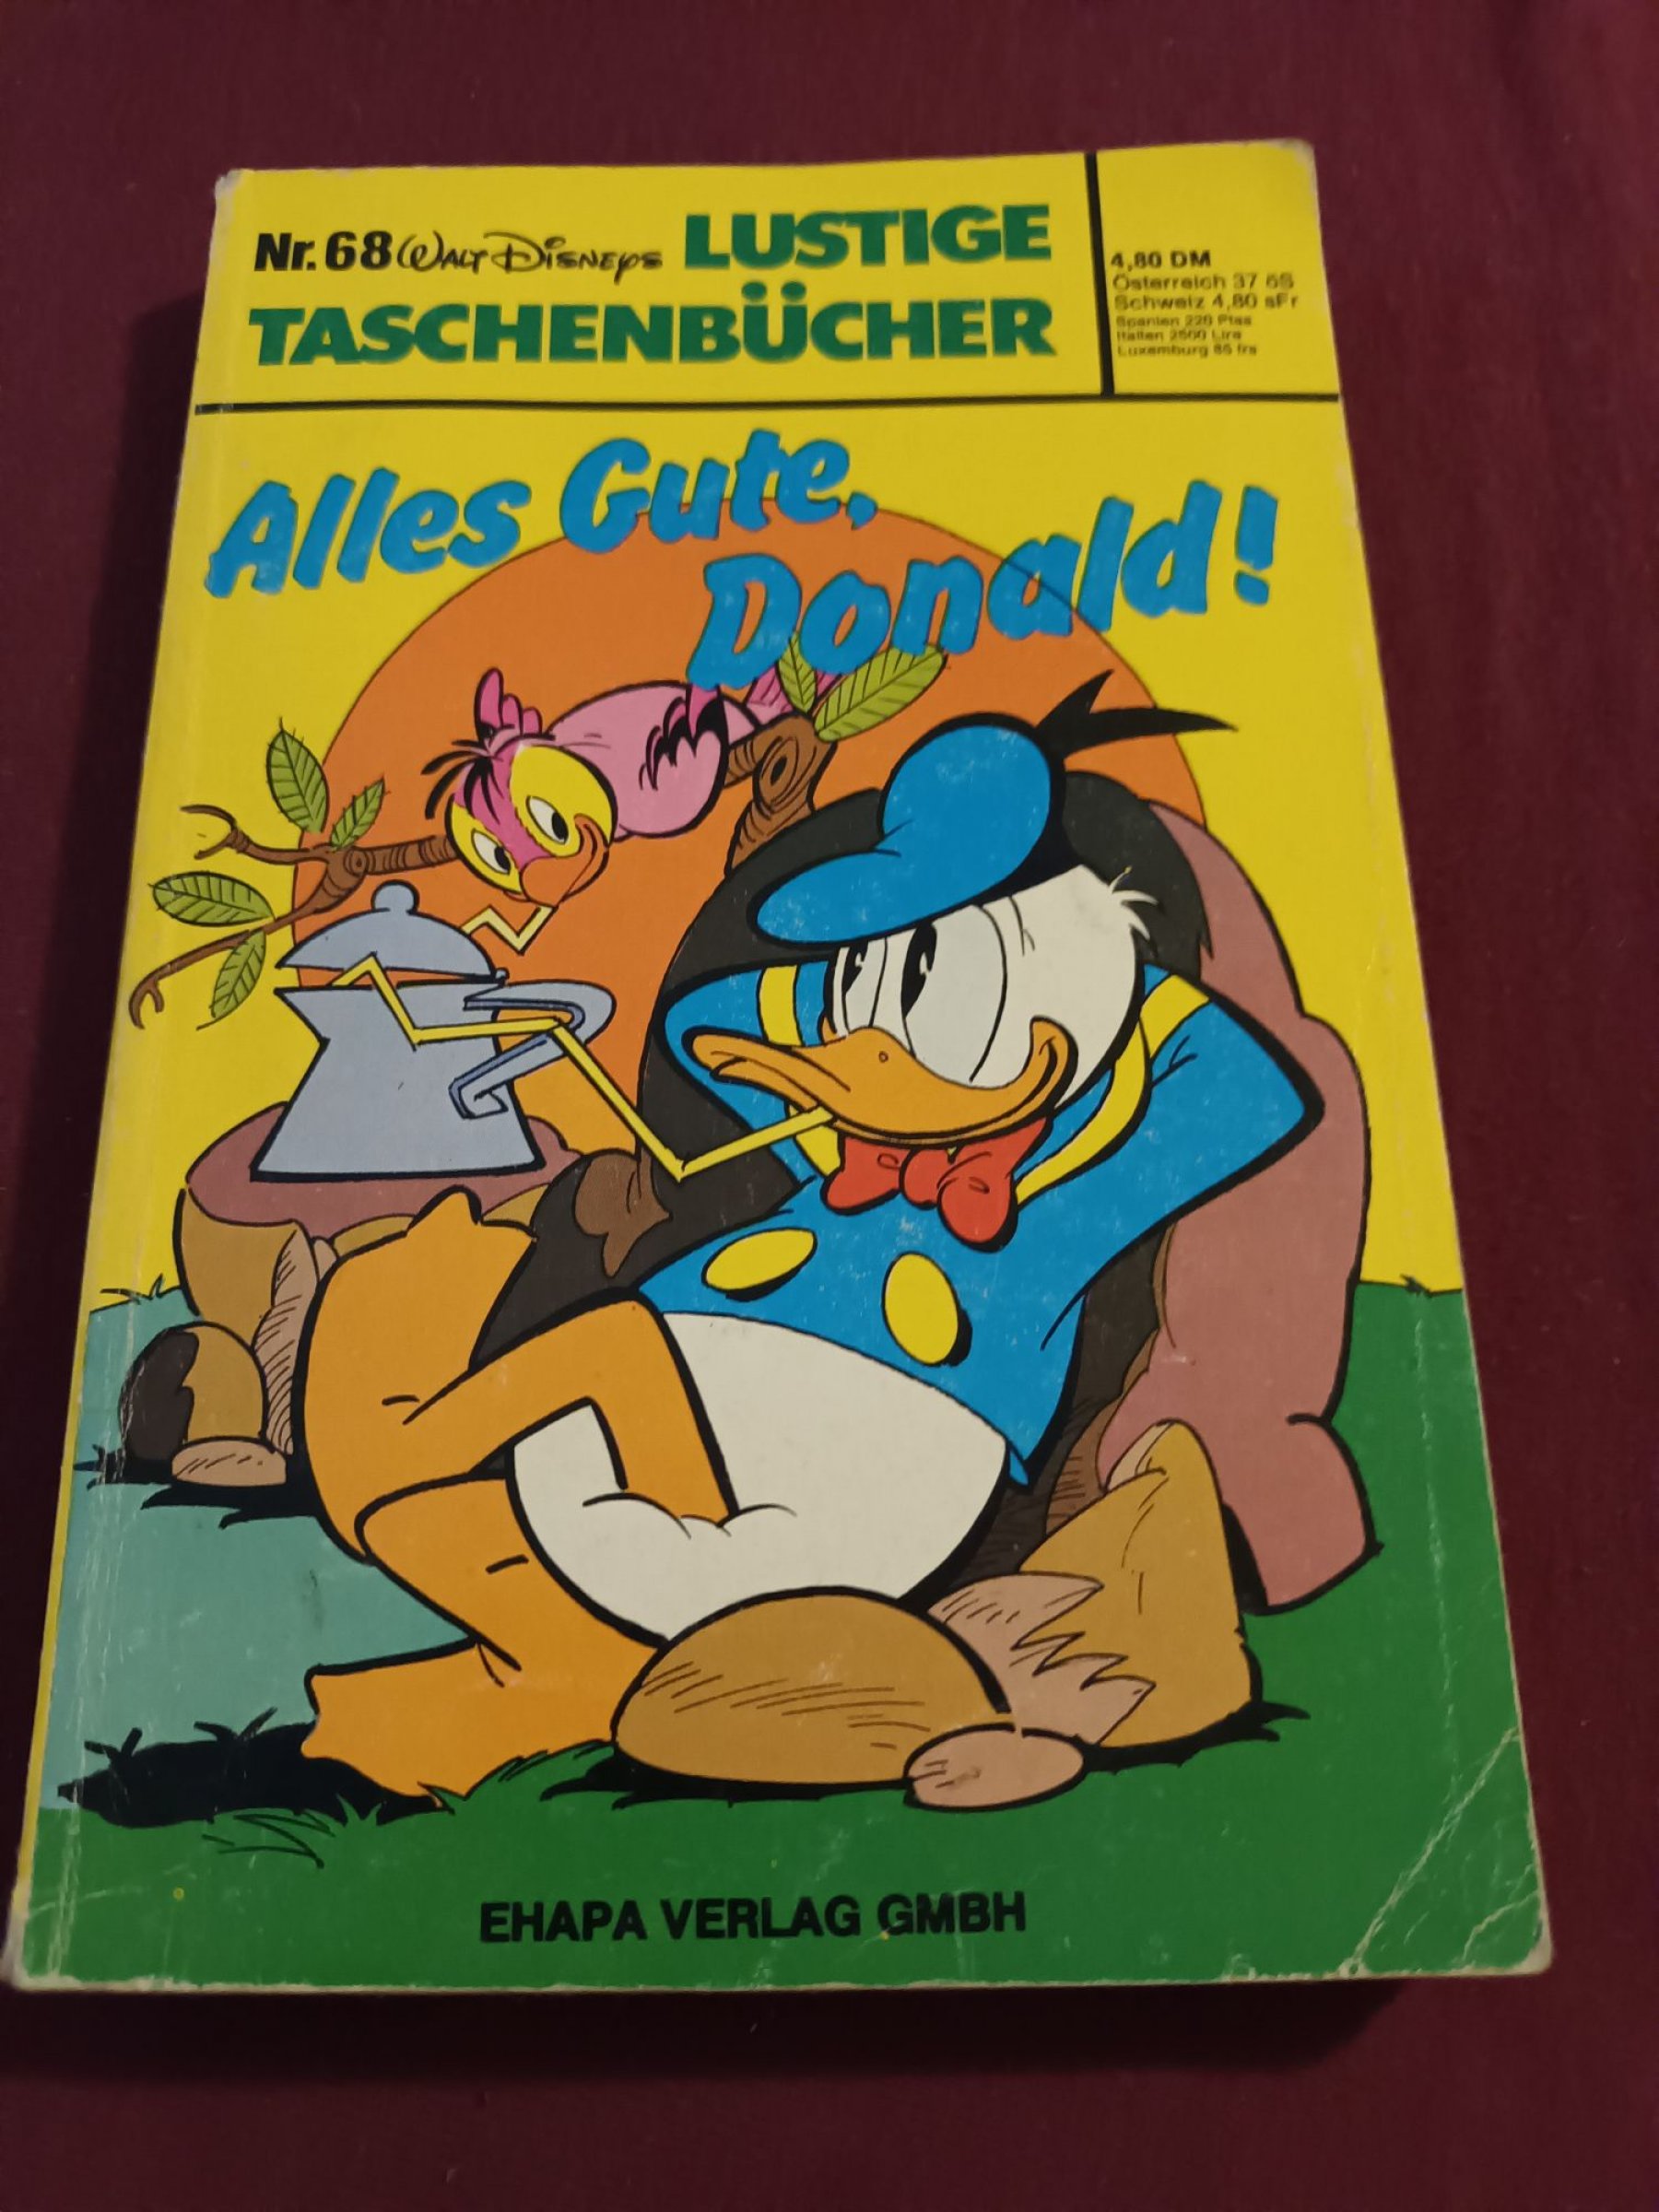 Nr. 68 WALT DISNEYS LUSTIGE
TASCHENBÜCHER
4,80 DM
Österreich 37 öS
Schweiz 4,80 sFr
Spanien 220 Ptas
Italien 2500 Lira
Luxemburg 85 frs
Alles Gute,
Donald!
EHAPA VERLAG GMBH